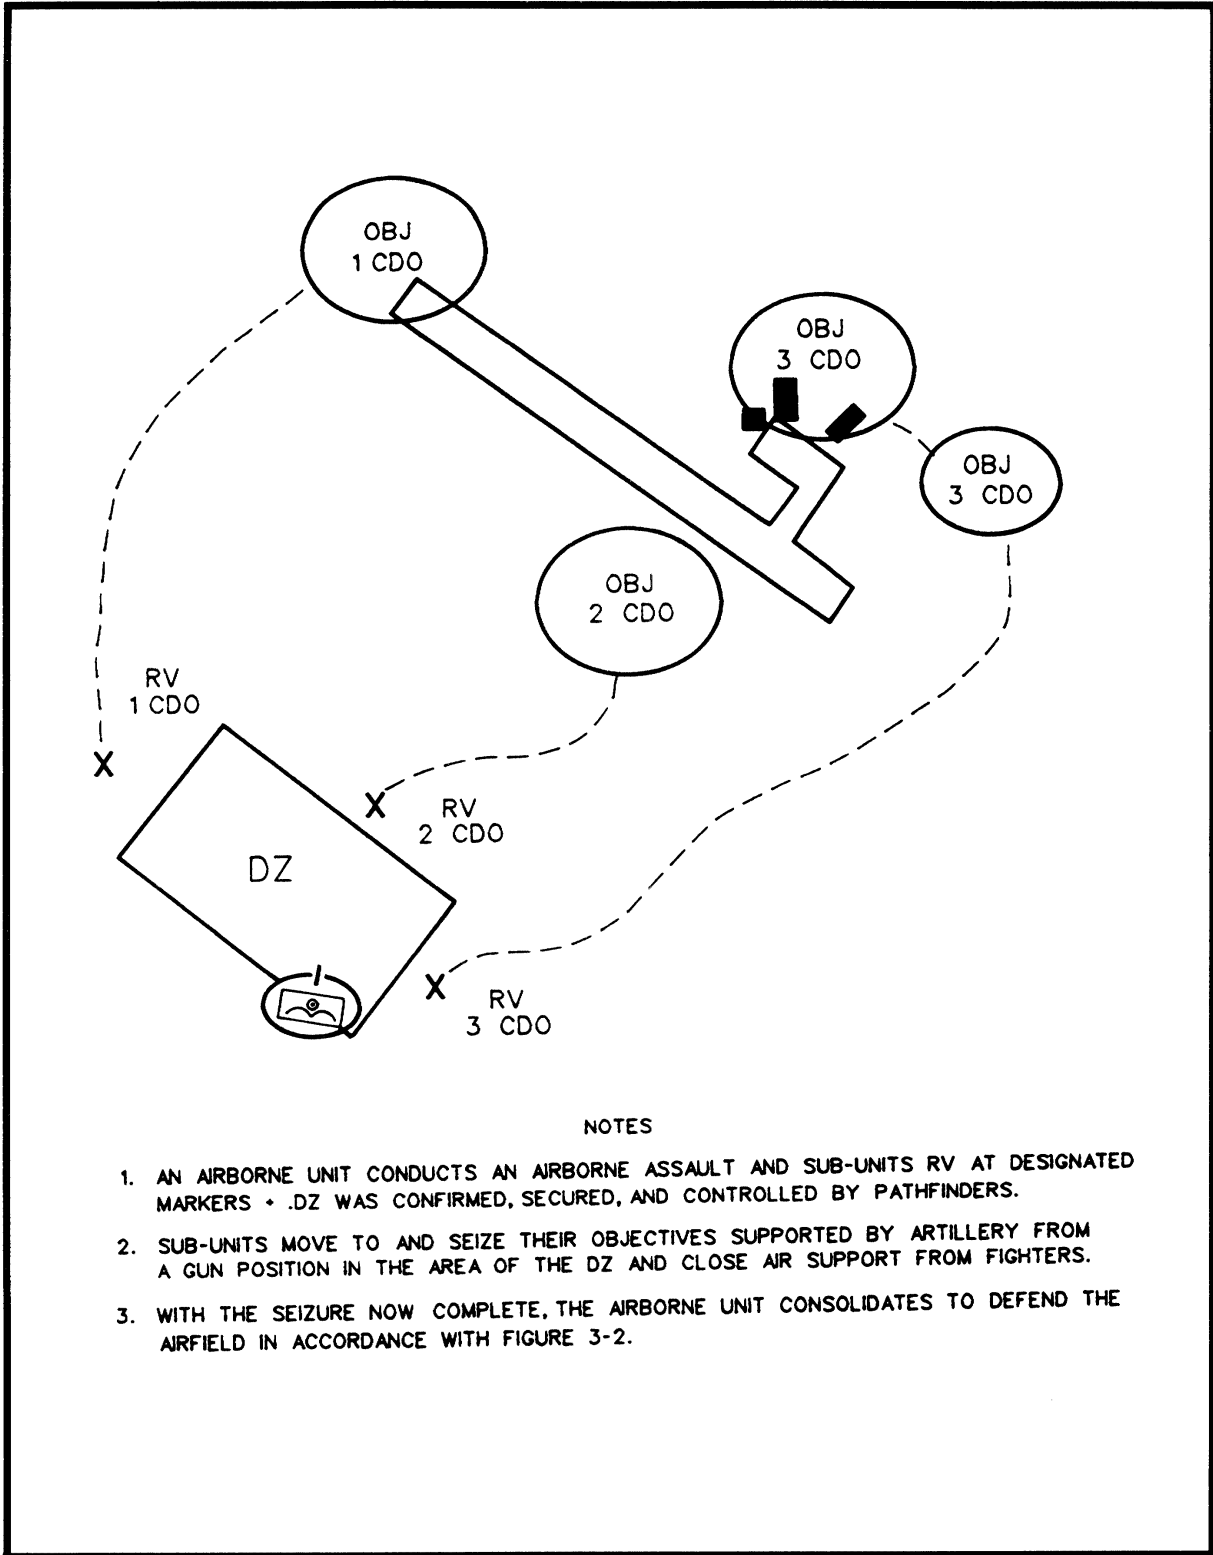 OBJ
1 CDO
OBJ
3 CDO
OBJ
3 CDO
OBJ
2 CDO
RV
1 CDO
X
X
RV
2 CDO
DZ
X
RV
3 CDO
NOTES
1. AN AIRBORNE UNIT CONDUCTS AN AIRBORNE ASSAULT AND SUB-UNITS RV AT DESIGNATED
MARKERS + .DZ WAS CONFIRMED, SECURED, AND CONTROLLED BY PATHFINDERS.
2. SUB-UNITS MOVE TO AND SEIZE THEIR OBJECTIVES SUPPORTED BY ARTILLERY FROM
A GUN POSITION IN THE AREA OF THE DZ AND CLOSE AIR SUPPORT FROM FIGHTERS.
3. WITH THE SEIZURE NOW COMPLETE, THE AIRBORNE UNIT CONSOLIDATES TO DEFEND THE
AIRFIELD IN ACCORDANCE WITH FIGURE 3-2.